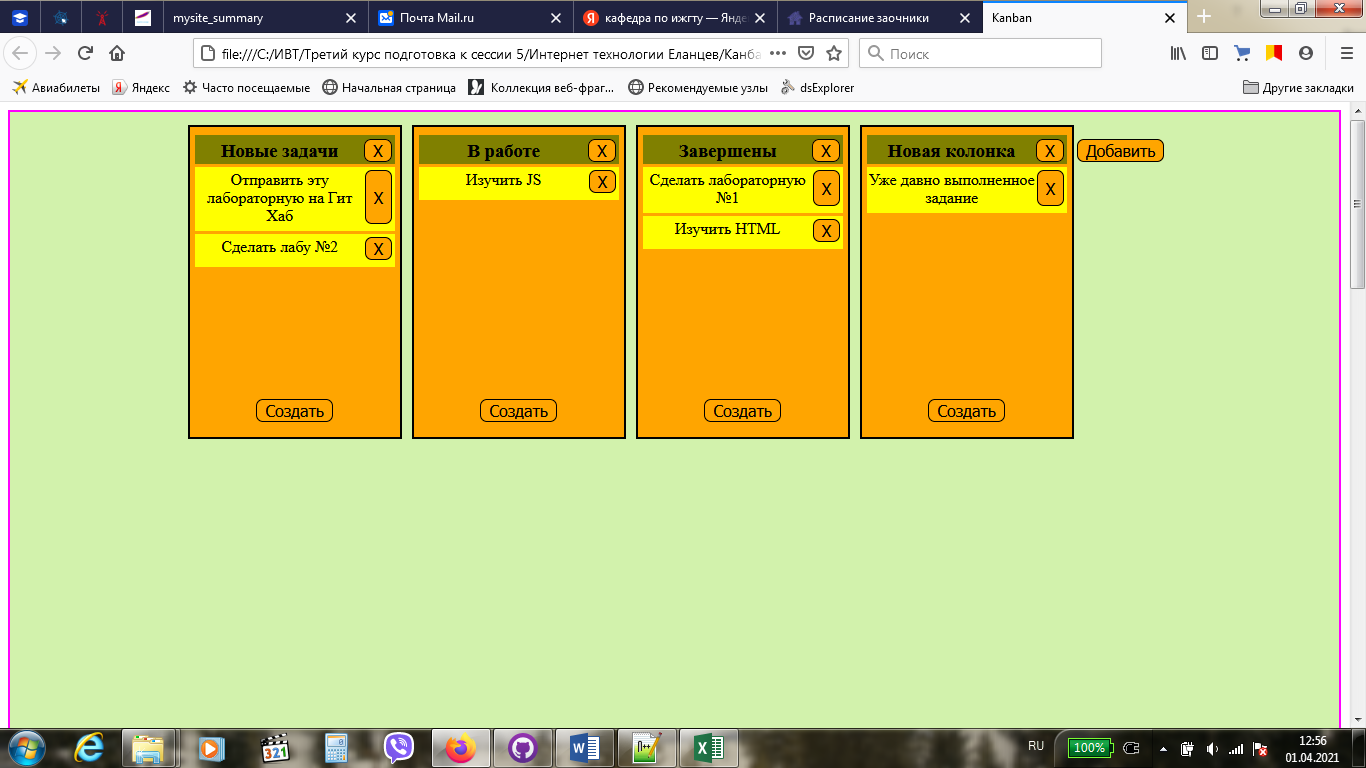 mysite_summary
Почта Mail.ru
кафедра по ижгту — Янде
Расписание заочники
Kanban
file:///C:/ИВТ/Третий курс подготовка к сессии 5/Интернет технологии Еланцев/Канба
Поиск
Авиабилеты
Яндекс
Часто посещаемые
Начальная страница
Коллекция веб-фраг...
Рекомендуемые узлы
dsExplorer
Другие закладки
Новые задачи X
Отправить эту
лабораторную на Гит
Хаб
X
Сделать лабу №2 X
Создать
В работе X
Изучить JS X
Создать
Завершены X
Сделать лабораторную
№1
X
Изучить HTML X
Создать
Новая колонка X
Уже давно выполненное
задание
X
Создать
Добавить
321
RU
100%
12:56
01.04.2021